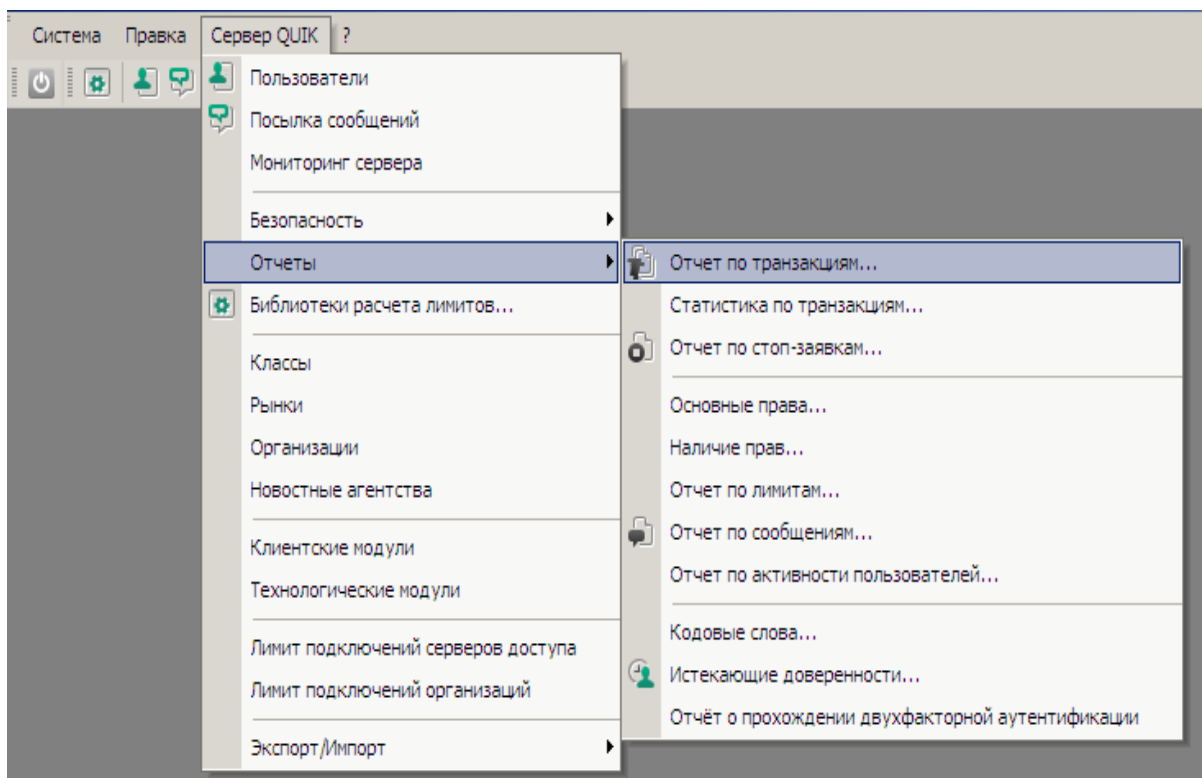 Система Правка Сервер QUIK ?
Пользователи
Посылка сообщений
Мониторинг сервера
Безопасность
Отчеты
Библиотеки расчета лимитов...
Классы
Рынки
Организации
Новостные агентства
Клиентские модули
Технологические модули
Лимит подключений серверов доступа
Лимит подключений организаций
Экспорт/Импорт
Отчет по транзакциям...
Статистика по транзакциям...
Отчет по стоп-заявкам...
Основные права...
Наличие прав...
Отчет по лимитам...
Отчет по сообщениям...
Отчет по активности пользователей...
Кодовые слова...
Истекающие доверенности...
Отчёт о прохождении двухфакторной аутентификации